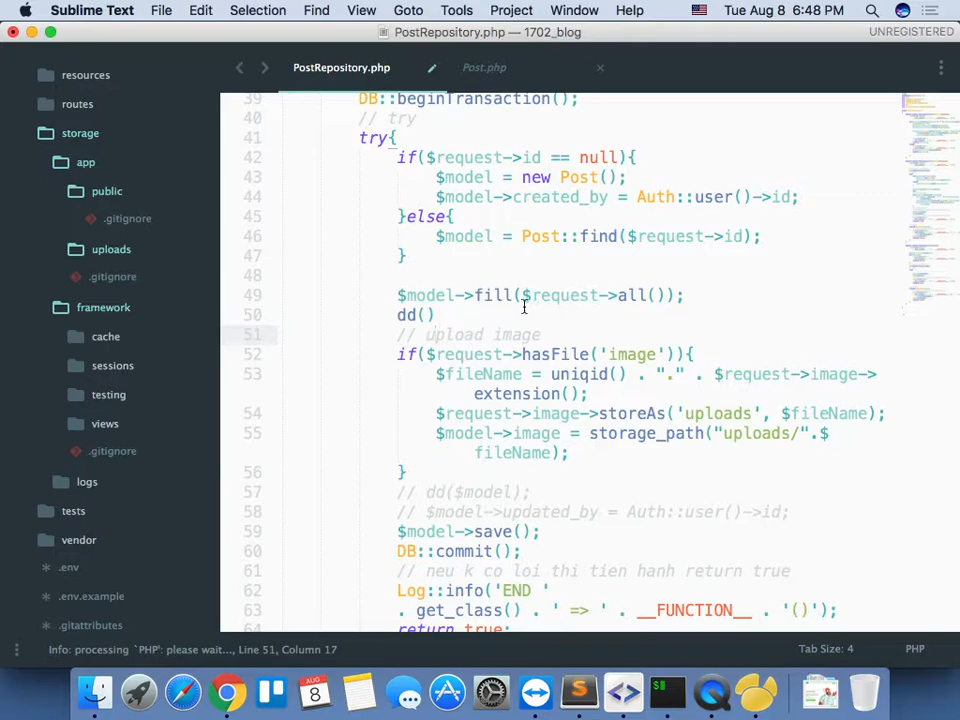 Sublime Text File Edit Selection Find View Goto Tools Project Window Help Tue Aug 8 6:48 PM
PostRepository.php — 1702_blog UNREGISTERED
PostRepository.php Post.php
resources
routes
storage
app
public
.gitignore
uploads
.gitignore
framework
cache
sessions
testing
views
.gitignore
logs
tests
vendor
.env
.env.example
.gitattributes
39 DB::beginTransaction();
40 // try
41 try{
42 if($request->id == null){
43 $model = new Post();
44 $model->created_by = Auth::user()->id;
45 }else{
46 $model = Post::find($request->id);
47 }
48
49 $model->fill($request->all());
50 dd()
51 // upload image
52 if($request->hasFile('image')){
53 $fileName = uniqid() . "." . $request->image->
extension();
54 $request->image->storeAs('uploads', $fileName);
55 $model->image = storage_path("uploads/".$
fileName);
56 }
57 // dd($model);
58 // $model->updated_by = Auth::user()->id;
59 $model->save();
60 DB::commit();
61 // neu k co loi thi tien hanh return true
62 Log::info('END '
63 . get_class() . ' => ' . __FUNCTION__ . '()');
64 return true;
Info: processing `PHP`: please wait..., Line 51, Column 17 Tab Size: 4 PHP
AUG
8